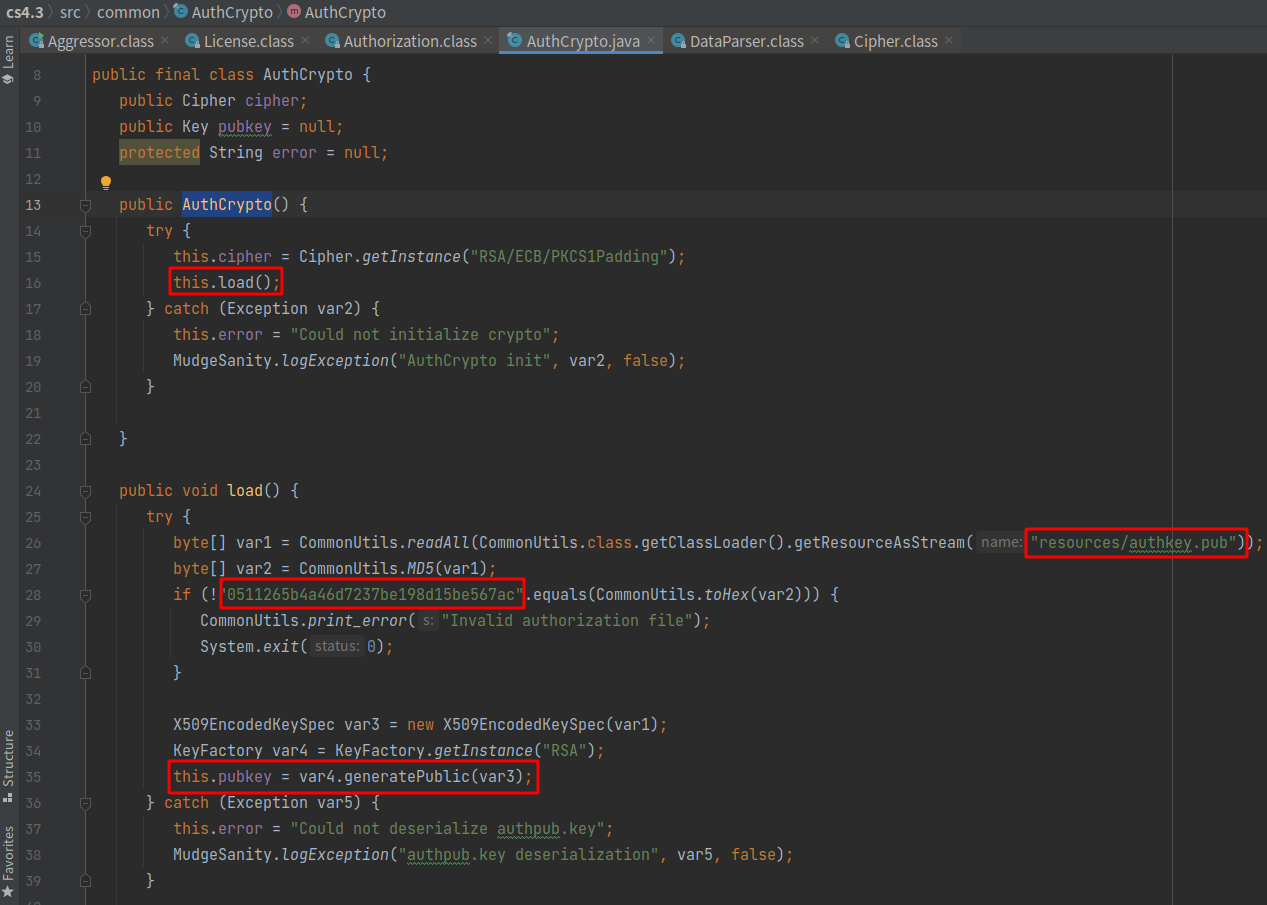 cs4.3 src common AuthCrypto AuthCrypto
Aggressor.class License.class Authorization.class AuthCrypto.java DataParser.class Cipher.class
Learn
8 public final class AuthCrypto {
9 public Cipher cipher;
10 public Key pubkey = null;
11 protected String error = null;
12
13 public AuthCrypto() {
14 try {
15 this.cipher = Cipher.getInstance("RSA/ECB/PKCS1Padding");
16 this.load();
17 } catch (Exception var2) {
18 this.error = "Could not initialize crypto";
19 MudgeSanity.logException("AuthCrypto init", var2, false);
20 }
21
22 }
23
24 public void load() {
25 try {
26 byte[] var1 = CommonUtils.readAll(CommonUtils.class.getClassLoader().getResourceAsStream( name: "resources/authkey.pub"));
27 byte[] var2 = CommonUtils.MD5(var1);
28 if (!"0511265b4a46d7237be198d15be567ac".equals(CommonUtils.toHex(var2))) {
29 CommonUtils.print_error( s: "Invalid authorization file");
30 System.exit( status: 0);
31 }
32
33 X509EncodedKeySpec var3 = new X509EncodedKeySpec(var1);
34 KeyFactory var4 = KeyFactory.getInstance("RSA");
35 this.pubkey = var4.generatePublic(var3);
36 } catch (Exception var5) {
37 this.error = "Could not deserialize authpub.key";
38 MudgeSanity.logException("authpub.key deserialization", var5, false);
39 }
Structure
Favorites